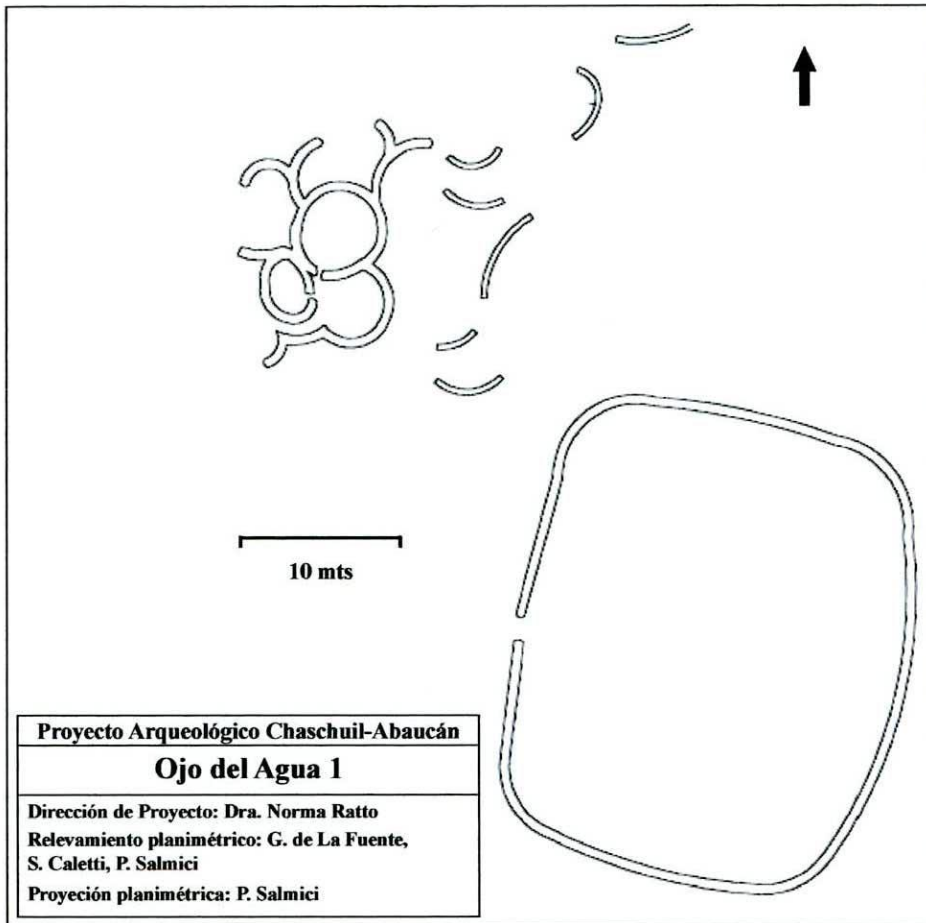 10 mts
Proyecto Arqueológico Chaschuil-Abaucán
Ojo del Agua 1
Dirección de Proyecto: Dra. Norma Ratto
Relevamiento planimétrico: G. de La Fuente,
S. Caletti, P. Salmici
Proyeción planimétrica: P. Salmici